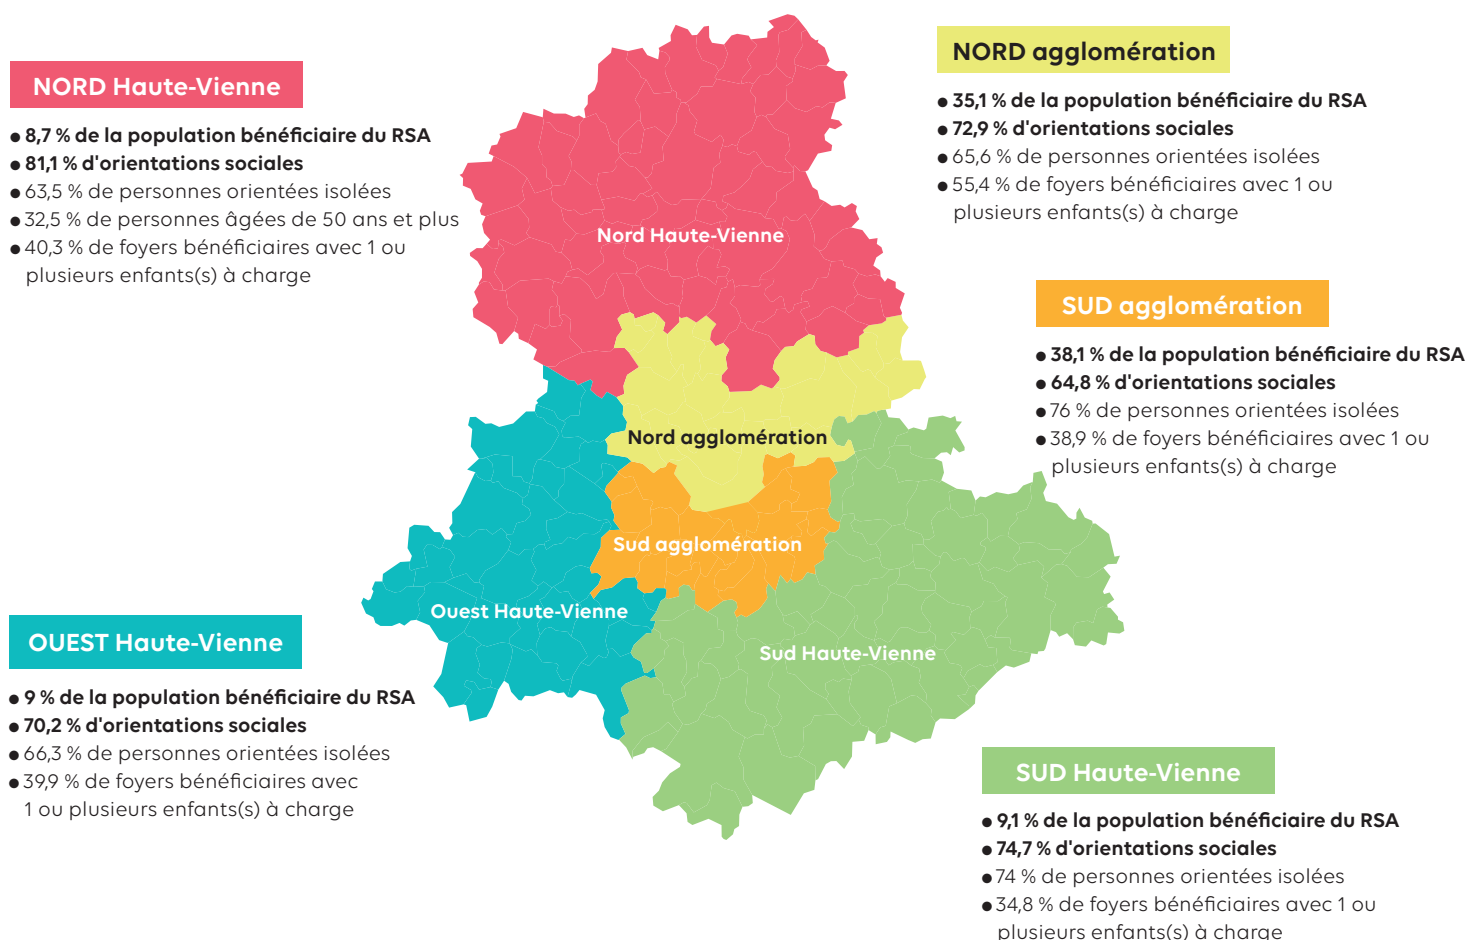 NORD Haute-Vienne
● 8,7 % de la population bénéficiaire du RSA
● 81,1 % d'orientations sociales
● 63,5 % de personnes orientées isolées
● 32,5 % de personnes âgées de 50 ans et plus
● 40,3 % de foyers bénéficiaires avec 1 ou
plusieurs enfants(s) à charge
NORD agglomération
● 35,1 % de la population bénéficiaire du RSA
● 72,9 % d'orientations sociales
● 65,6 % de personnes orientées isolées
● 55,4 % de foyers bénéficiaires avec 1 ou
plusieurs enfants(s) à charge
SUD agglomération
● 38,1 % de la population bénéficiaire du RSA
● 64,8 % d'orientations sociales
● 76 % de personnes orientées isolées
● 38,9 % de foyers bénéficiaires avec 1 ou
plusieurs enfants(s) à charge
Nord Haute-Vienne
Nord agglomération
Sud agglomération
Ouest Haute-Vienne
Sud Haute-Vienne
OUEST Haute-Vienne
● 9 % de la population bénéficiaire du RSA
● 70,2 % d'orientations sociales
● 66,3 % de personnes orientées isolées
● 39,9 % de foyers bénéficiaires avec
1 ou plusieurs enfants(s) à charge
SUD Haute-Vienne
● 9,1 % de la population bénéficiaire du RSA
● 74,7 % d'orientations sociales
● 74 % de personnes orientées isolées
● 34,8 % de foyers bénéficiaires avec 1 ou
plusieurs enfants(s) à charge